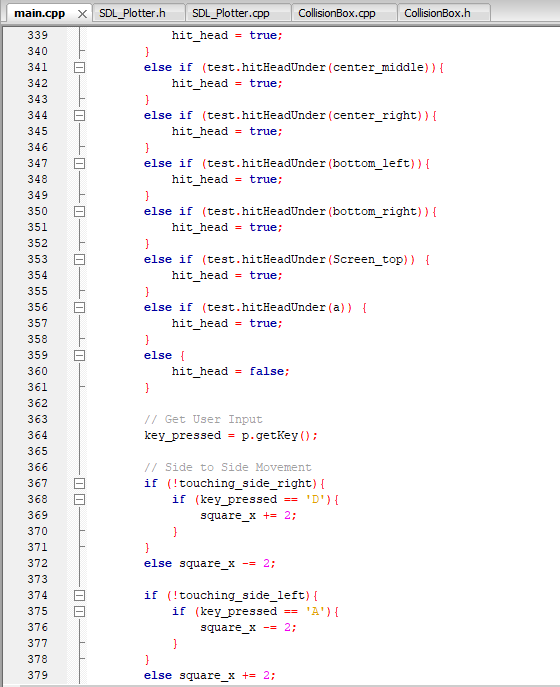 main.cpp SDL_Plotter.h SDL_Plotter.cpp CollisionBox.cpp CollisionBox.h
339 hit_head = true;
340 }
341 else if (test.hitHeadUnder(center_middle)){
342 hit_head = true;
343 }
344 else if (test.hitHeadUnder(center_right)){
345 hit_head = true;
346 }
347 else if (test.hitHeadUnder(bottom_left)){
348 hit_head = true;
349 }
350 else if (test.hitHeadUnder(bottom_right)){
351 hit_head = true;
352 }
353 else if (test.hitHeadUnder(Screen_top)) {
354 hit_head = true;
355 }
356 else if (test.hitHeadUnder(a)) {
357 hit_head = true;
358 }
359 else {
360 hit_head = false;
361 }
362
363 // Get User Input
364 key_pressed = p.getKey();
365
366 // Side to Side Movement
367 if (!touching_side_right){
368 if (key_pressed == 'D'){
369 square_x += 2;
370 }
371 }
372 else square_x -= 2;
373
374 if (!touching_side_left){
375 if (key_pressed == 'A'){
376 square_x -= 2;
377 }
378 }
379 else square_x += 2;